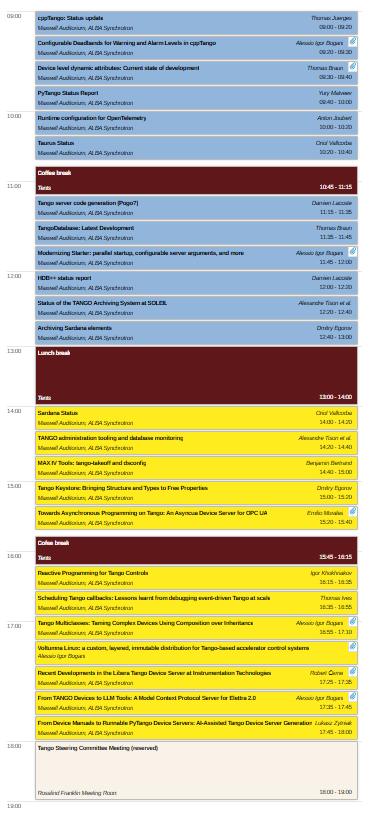 09:00
cppTango: Status update Thomas Juerges
Maxwell Auditorium, ALBA Synchrotron 09:00 - 09:20
Configurable Deadbands for Warning and Alarm Levels in cppTango Alessio Igor Bogani
Maxwell Auditorium, ALBA Synchrotron 09:20 - 09:30
Device level dynamic attributes: Current state of development Thomas Braun
Maxwell Auditorium, ALBA Synchrotron 09:30 - 09:40
PyTango Status Report Yury Matveev
Maxwell Auditorium, ALBA Synchrotron 09:40 - 10:00
10:00
Runtime configuration for OpenTelemetry Anton Joubert
Maxwell Auditorium, ALBA Synchrotron 10:00 - 10:20
Taurus Status Oriol Vallcorba
Maxwell Auditorium, ALBA Synchrotron 10:20 - 10:40
Coffee break
11:00
Tents 10:45 - 11:15
Tango server code generation (Pogo?) Damien Lacoste
Maxwell Auditorium, ALBA Synchrotron 11:15 - 11:35
TangoDatabase: Latest Development Thomas Braun
Maxwell Auditorium, ALBA Synchrotron 11:35 - 11:45
Modernizing Starter: parallel startup, configurable server arguments, and more Alessio Igor Bogani
Maxwell Auditorium, ALBA Synchrotron 11:45 - 12:00
12:00
HDB++ status report Damien Lacoste
Maxwell Auditorium, ALBA Synchrotron 12:00 - 12:20
Status of the TANGO Archiving System at SOLEIL Alexandre Tison et al.
Maxwell Auditorium, ALBA Synchrotron 12:20 - 12:40
Archiving Sardana elements Dmitry Egorov
Maxwell Auditorium, ALBA Synchrotron 12:40 - 13:00
13:00
Lunch break
Tents 13:00 - 14:00
14:00
Sardana Status Oriol Vallcorba
Maxwell Auditorium, ALBA Synchrotron 14:00 - 14:20
TANGO administration tooling and database monitoring Alexandre Tison et al.
Maxwell Auditorium, ALBA Synchrotron 14:20 - 14:40
MAX IV Tools: tango-takeoff and dsconfig Benjamin Bertrand
Maxwell Auditorium, ALBA Synchrotron 14:40 - 15:00
15:00
Tango Keystore: Bringing Structure and Types to Free Properties Dmitry Egorov
Maxwell Auditorium, ALBA Synchrotron 15:00 - 15:20
Towards Asynchronous Programming on Tango: An Asyncua Device Server for OPC UA Emilio Morales
Maxwell Auditorium, ALBA Synchrotron 15:20 - 15:40
Cofee break
16:00
Tents 15:45 - 16:15
Reactive Programming for Tango Controls Igor Khokhriakov
Maxwell Auditorium, ALBA Synchrotron 16:15 - 16:35
Scheduling Tango callbacks: Lessons learnt from debugging event-driven Tango at scale Thomas Ives
Maxwell Auditorium, ALBA Synchrotron 16:35 - 16:55
17:00
Tango Multiclasses: Taming Complex Devices Using Composition over Inheritance Alessio Igor Bogani
Maxwell Auditorium, ALBA Synchrotron 16:55 - 17:10
Voltumna Linux: a custom, layered, immutable distribution for Tango-based accelerator control systems
Alessio Igor Bogani
Recent Developments in the Libera Tango Device Server at Instrumentation Technologies Robert Černe
Maxwell Auditorium, ALBA Synchrotron 17:25 - 17:35
From TANGO Devices to LLM Tools: A Model Context Protocol Server for Elettra 2.0 Alessio Igor Bogani
Maxwell Auditorium, ALBA Synchrotron 17:35 - 17:45
From Device Manuals to Runnable PyTango Device Servers: AI-Assisted Tango Device Server Generation Lukasz Zytniak
Maxwell Auditorium, ALBA Synchrotron 17:45 - 18:00
18:00
Tango Steering Committee Meeting (reserved)
Rosalind Franklin Meeting Room 18:00 - 19:00
19:00